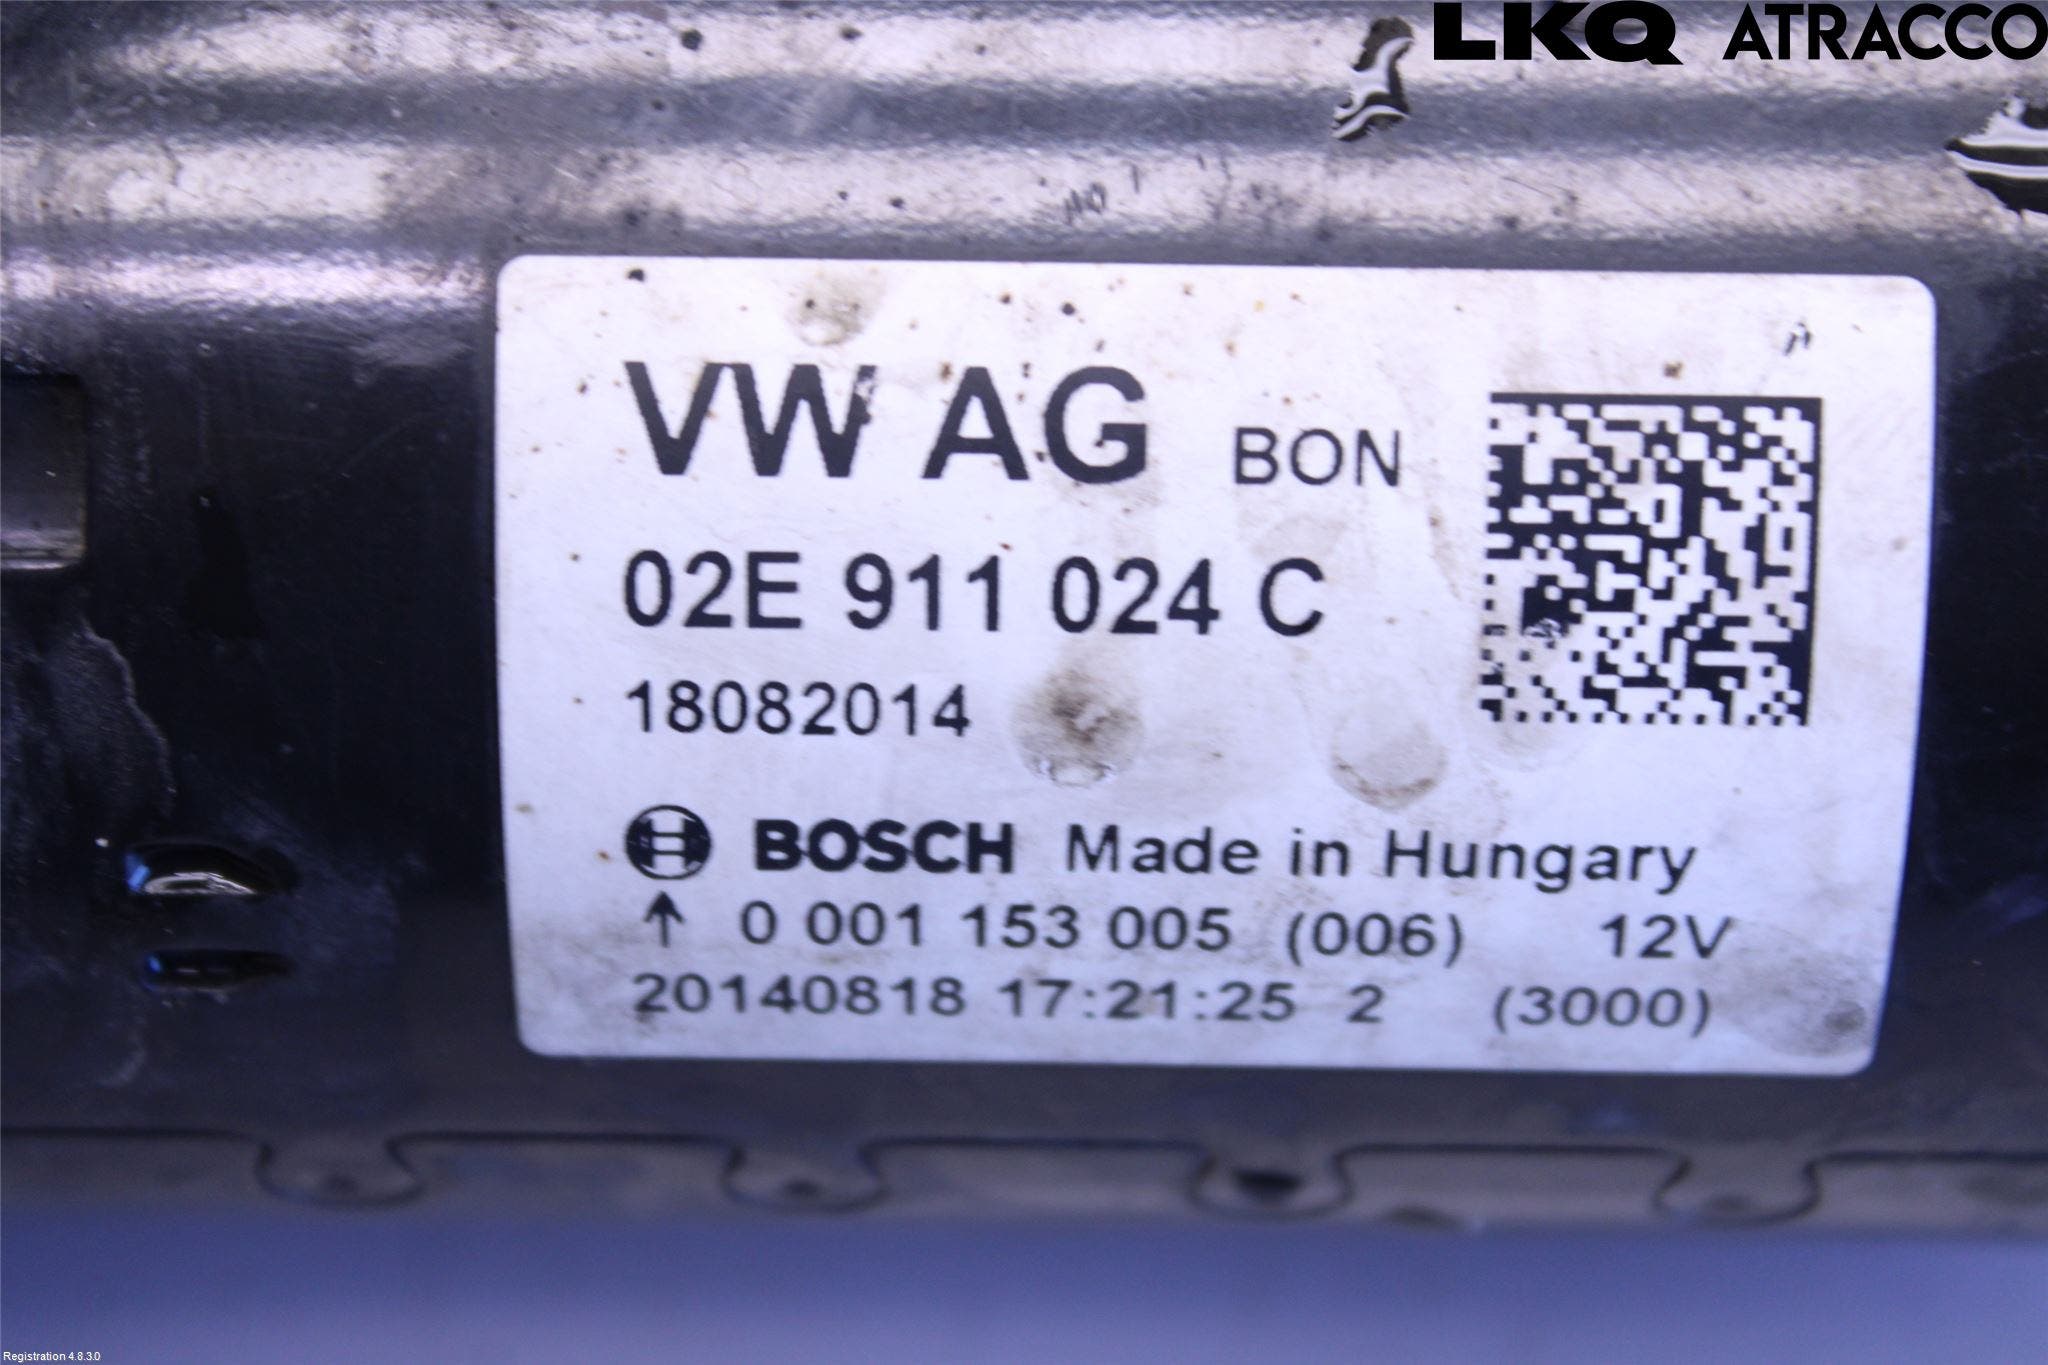 LKQ ATRACCO
VW AG BON
02E 911 024 C
18082014
BOSCH Made in Hungary
↑ 0 001 153 005 (006) 12V
20140818 17:21:25 2 (3000)
Registration 4.8.3.0